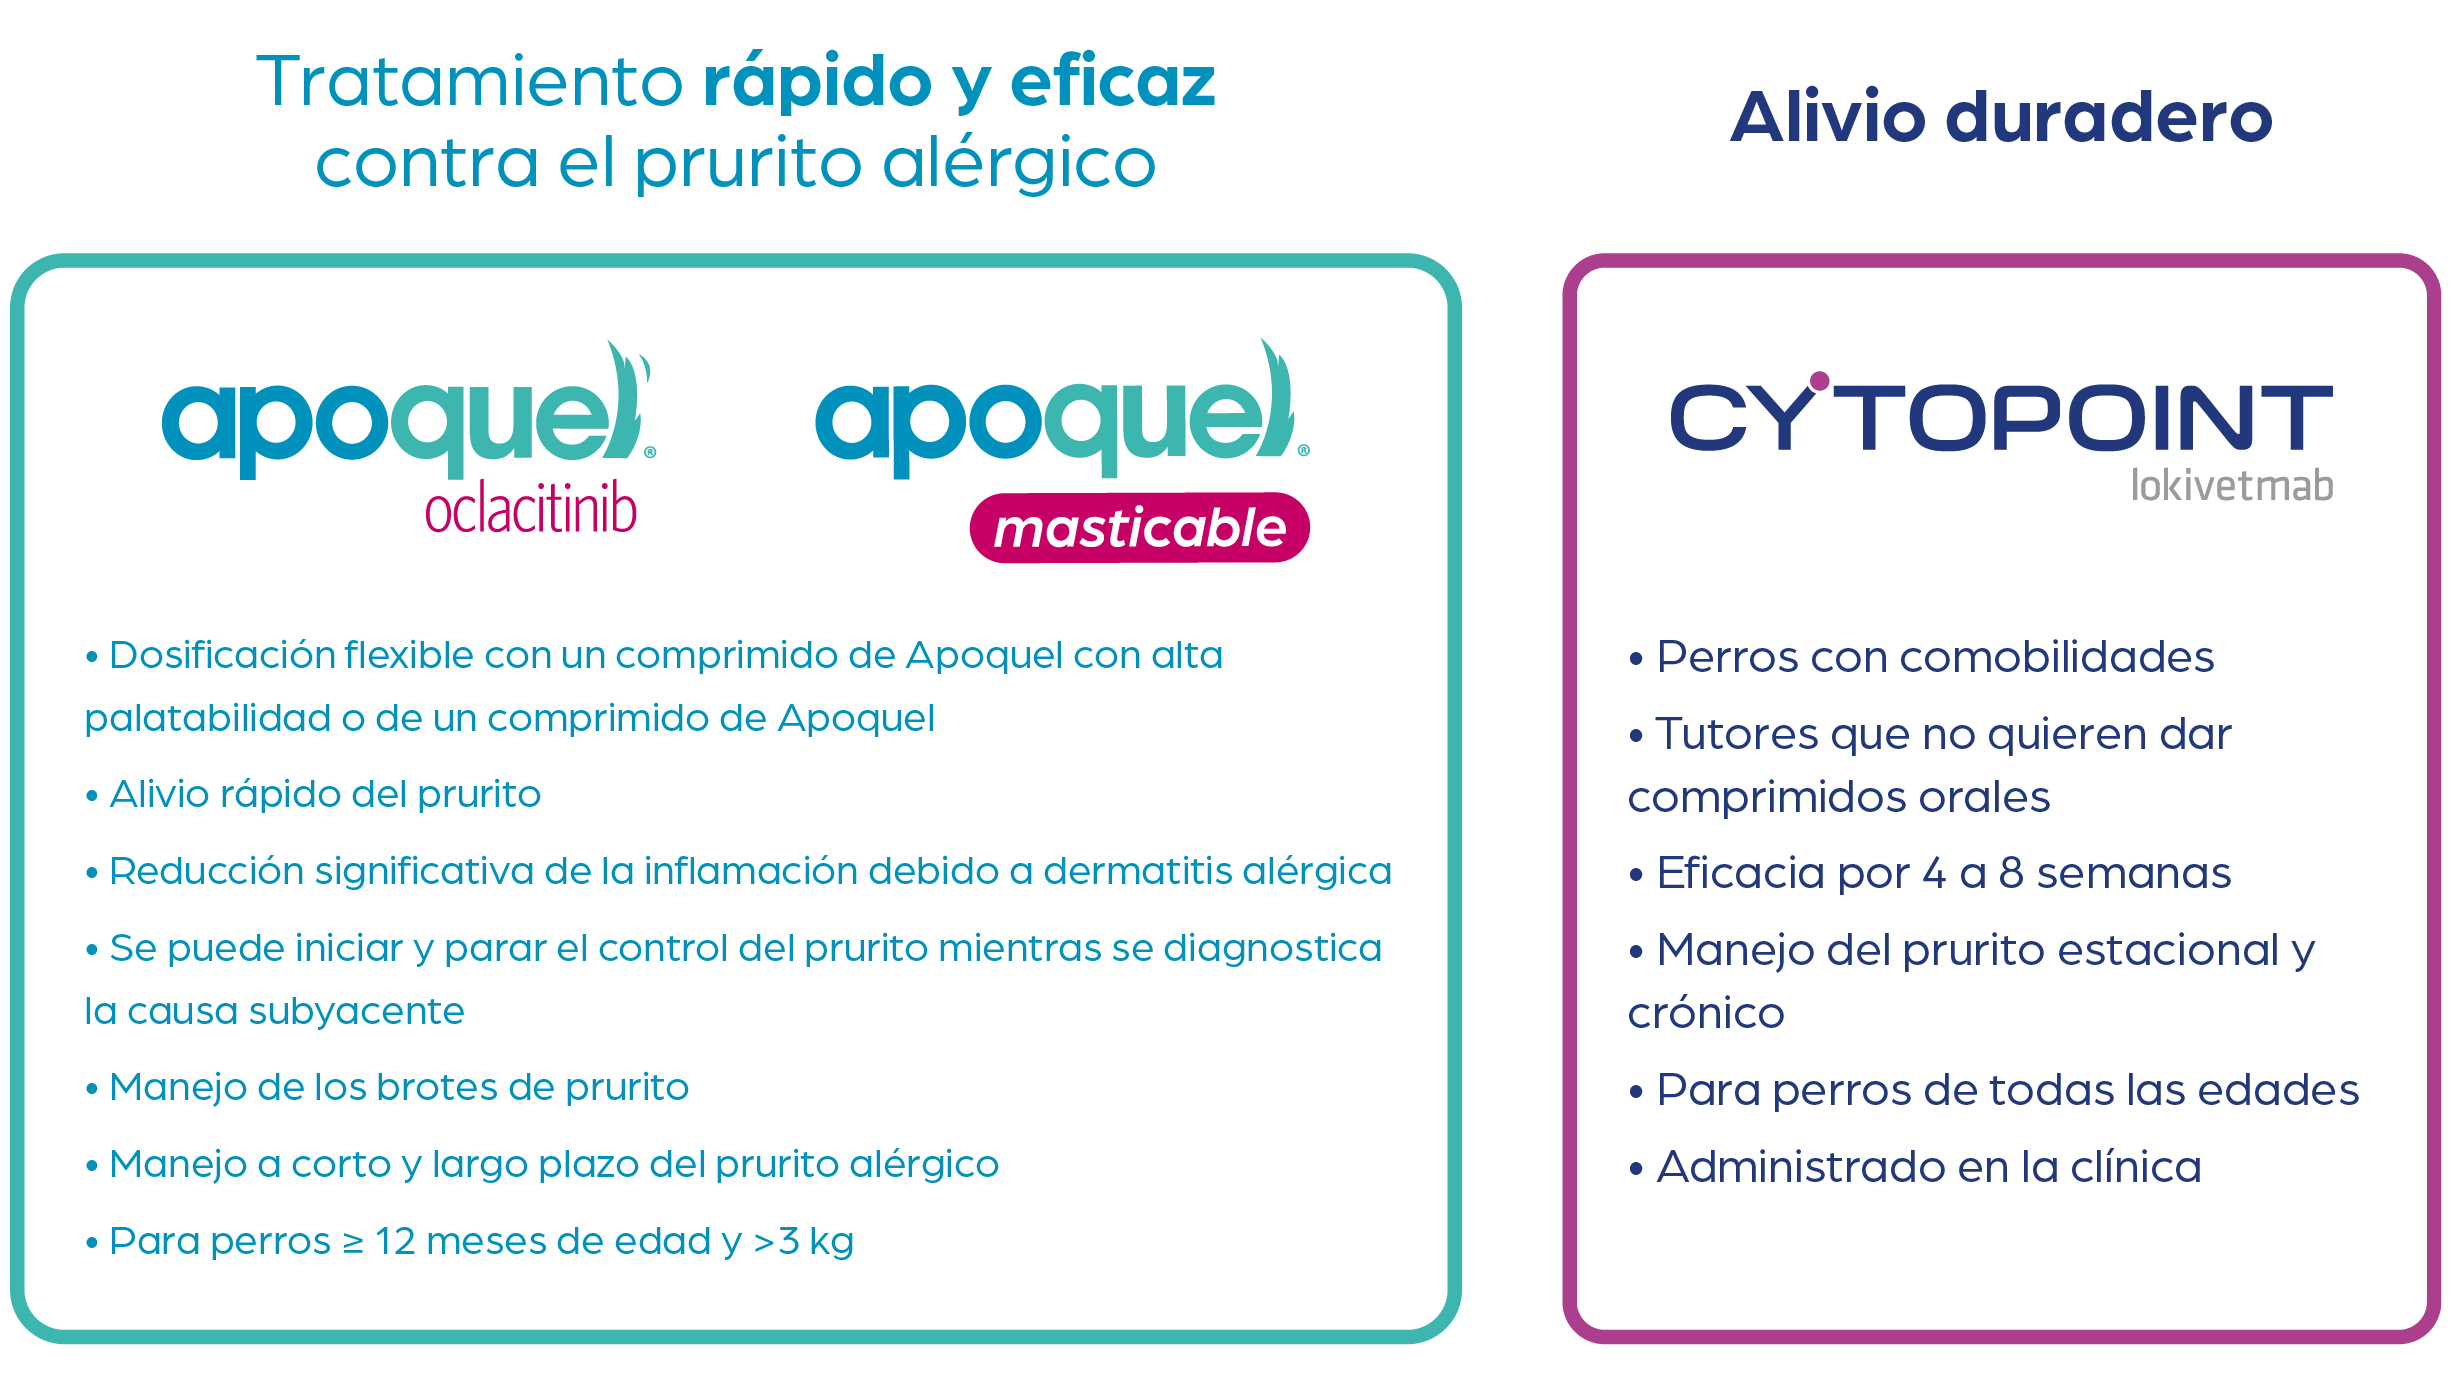 Tratamiento rápido y eficaz
contra el prurito alérgico
apoquel®
oclacitinib
apoquel®
masticable
• Dosificación flexible con un comprimido de Apoquel con alta
palatabilidad o de un comprimido de Apoquel
• Alivio rápido del prurito
• Reducción significativa de la inflamación debido a dermatitis alérgica
• Se puede iniciar y parar el control del prurito mientras se diagnostica
la causa subyacente
• Manejo de los brotes de prurito
• Manejo a corto y largo plazo del prurito alérgico
• Para perros ≥ 12 meses de edad y >3 kg
Alivio duradero
CYTOPOINT
lokivetmab
• Perros con comobilidades
• Tutores que no quieren dar
comprimidos orales
• Eficacia por 4 a 8 semanas
• Manejo del prurito estacional y
crónico
• Para perros de todas las edades
• Administrado en la clínica